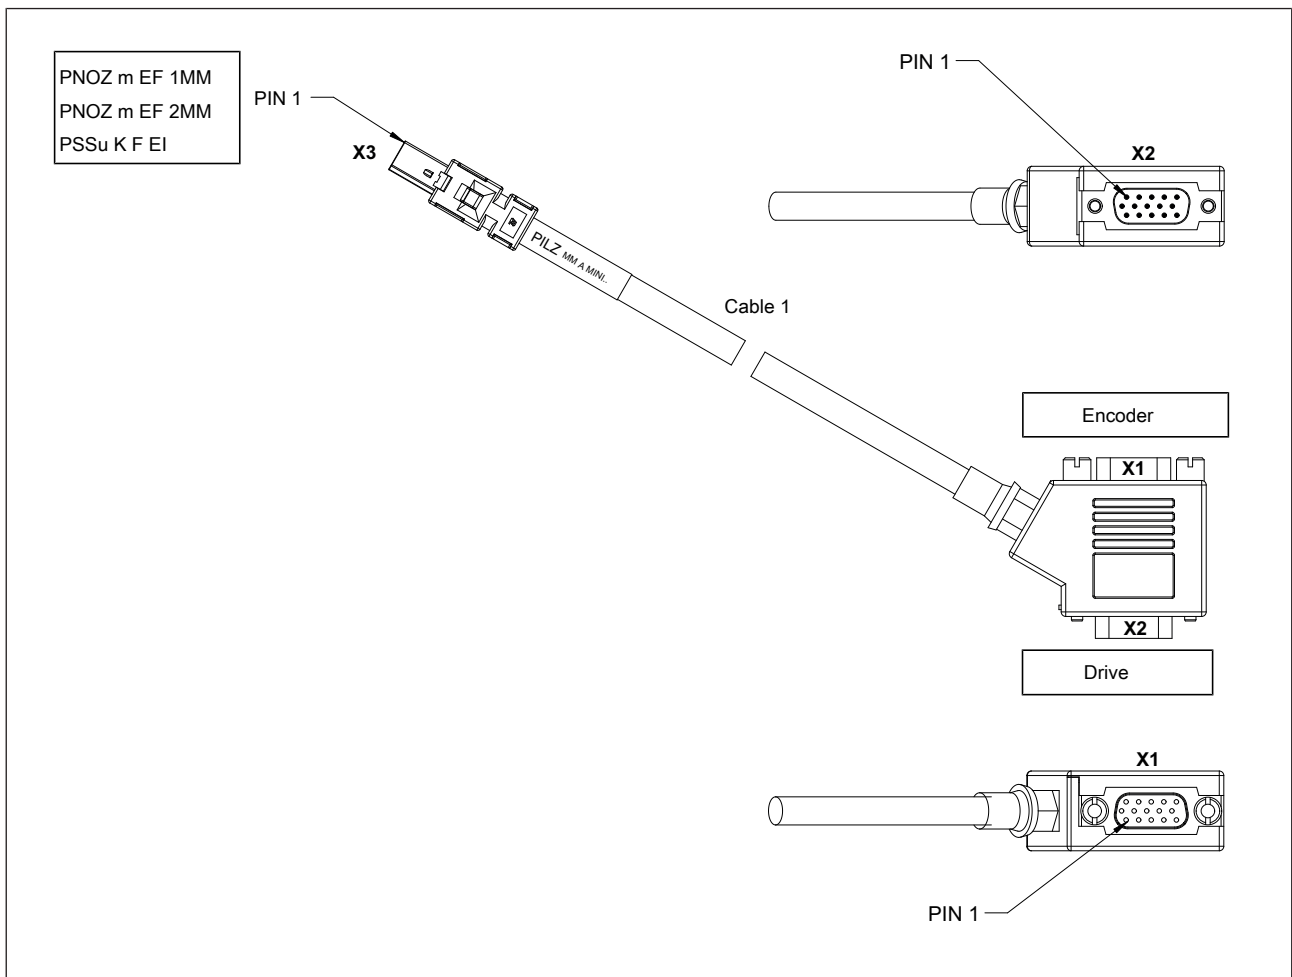 PNOZ m EF 1MM
PNOZ m EF 2MM
PSSu K F EI
PIN 1
X3
PIN 1
X2
PILZ MM A MINI..
Cable 1
Encoder
X1
X2
Drive
X1
PIN 1